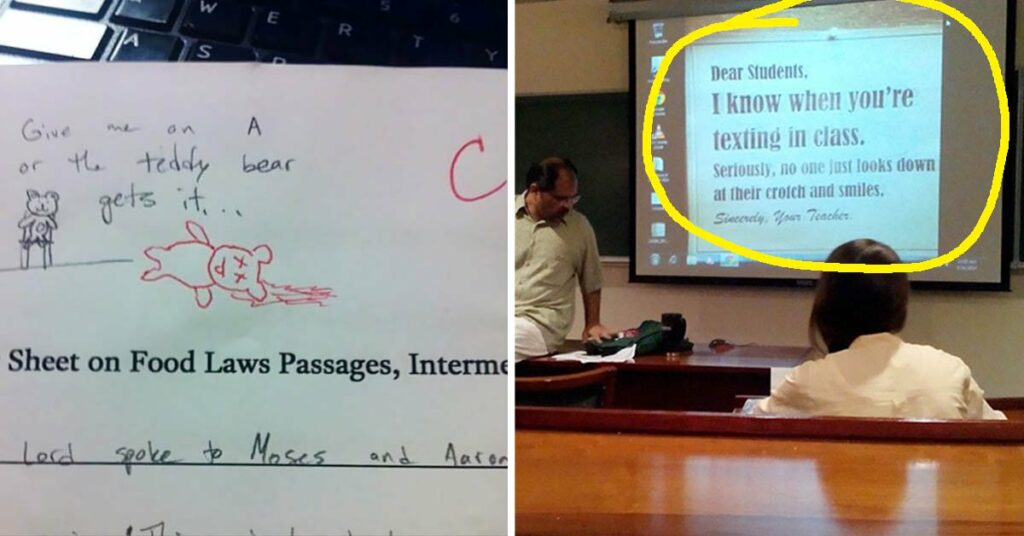 W E R T Y
A S
5 6
Give me an A
or the teddy bear
gets it...
C
Sheet on Food Laws Passages, Interme
Lord spoke to Moses and Aaron
Dear Students,
I know when you're
texting in class.
Seriously, no one just looks down
at their crotch and smiles.
Sincerely, Your Teacher.